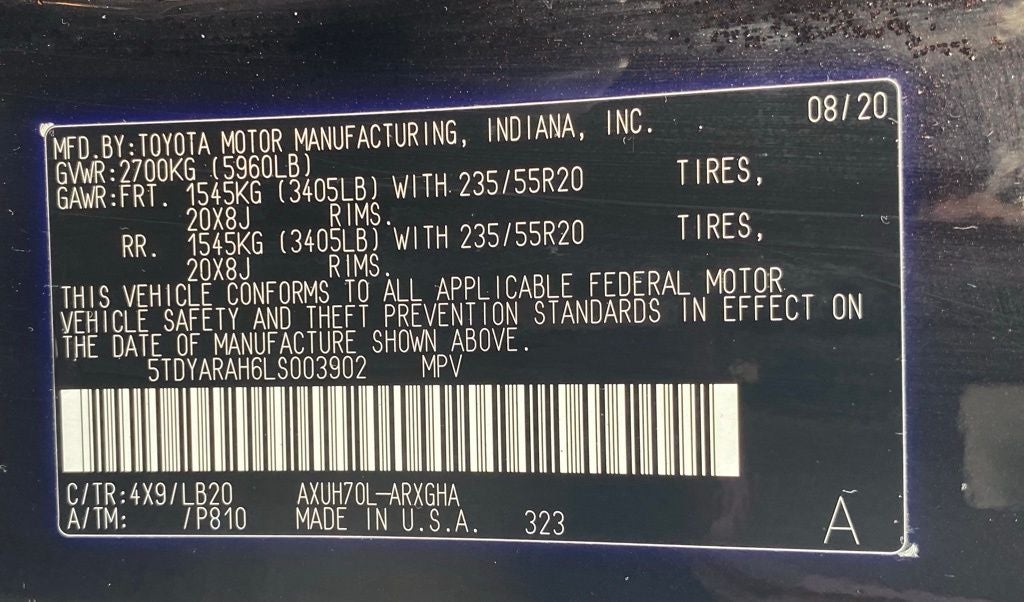 08/20
MFD.BY:TOYOTA MOTOR MANUFACTURING, INDIANA, INC.
GVWR:2700KG (5960LB)
GAWR:FRT. 1545KG (3405LB) WITH 235/55R20 TIRES,
20X8J RIMS.
RR. 1545KG (3405LB) WITH 235/55R20 TIRES,
20X8J RIMS.
THIS VEHICLE CONFORMS TO ALL APPLICABLE FEDERAL MOTOR
VEHICLE SAFETY AND THEFT PREVENTION STANDARDS IN EFFECT ON
THE DATE OF MANUFACTURE SHOWN ABOVE.
5TDYARAH6LS003902 MPV
C/TR:4X9/LB20 AXUH70L-ARXGHA
A/TM: /P810 MADE IN U.S.A. 323
Ã